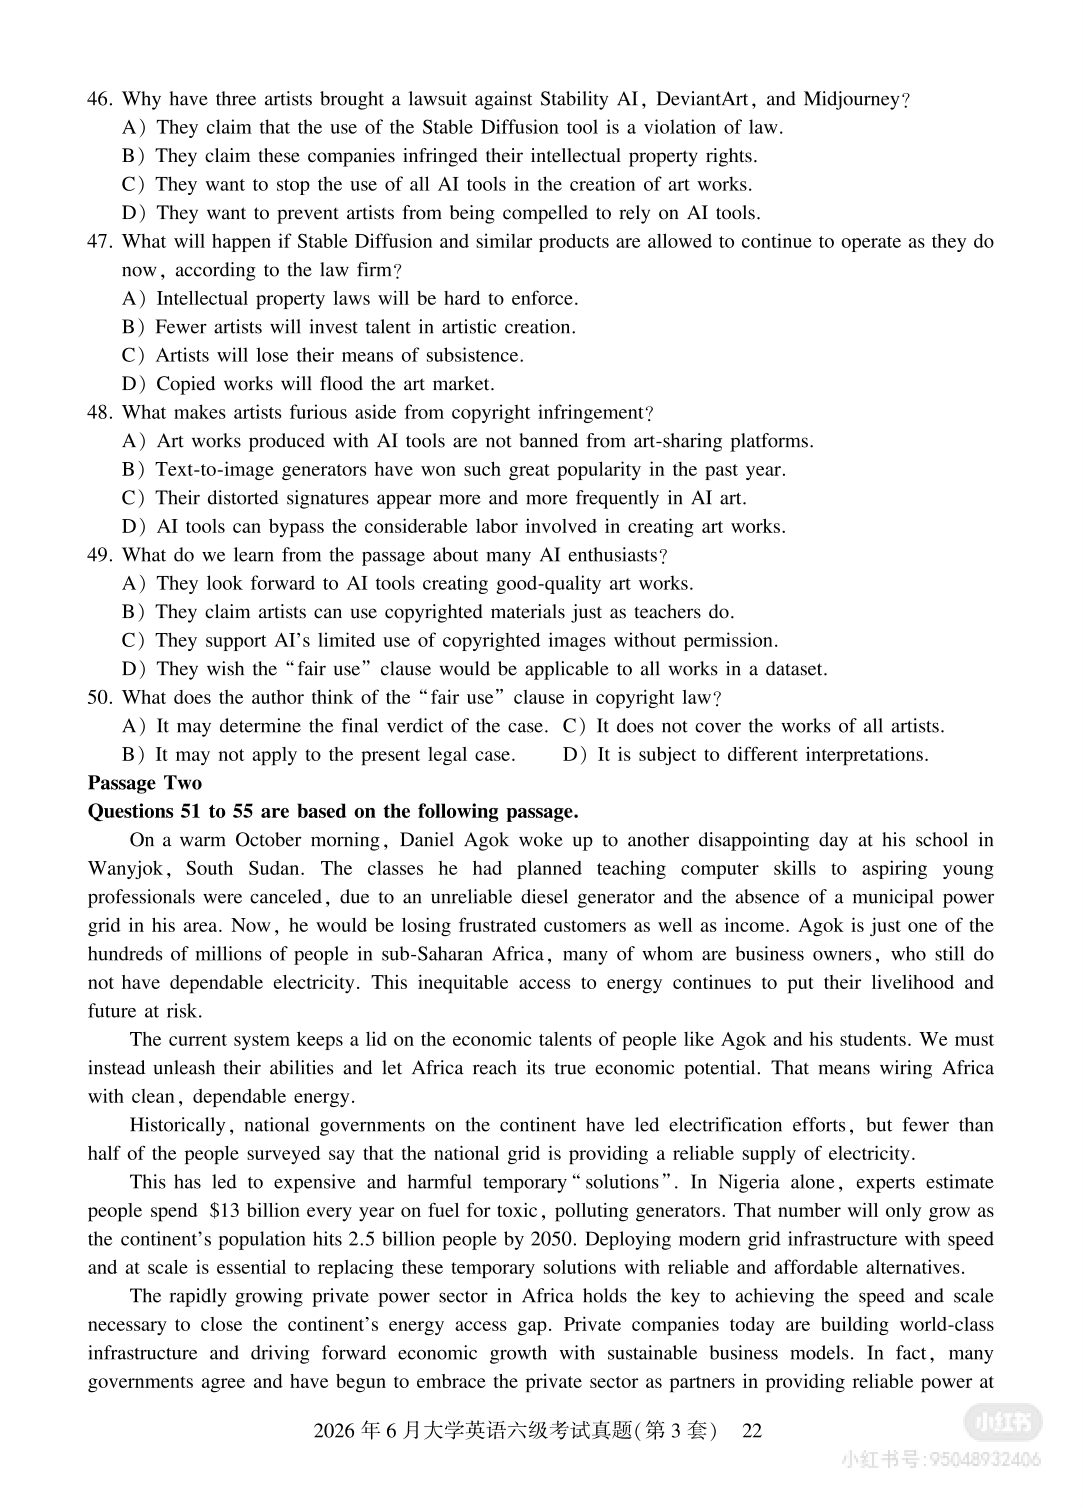 46. Why have three artists brought a lawsuit against Stability AI, DeviantArt, and Midjourney?
A) They claim that the use of the Stable Diffusion tool is a violation of law.
B) They claim these companies infringed their intellectual property rights.
C) They want to stop the use of all AI tools in the creation of art works.
D) They want to prevent artists from being compelled to rely on AI tools.
47. What will happen if Stable Diffusion and similar products are allowed to continue to operate as they do
now, according to the law firm?
A) Intellectual property laws will be hard to enforce.
B) Fewer artists will invest talent in artistic creation.
C) Artists will lose their means of subsistence.
D) Copied works will flood the art market.
48. What makes artists furious aside from copyright infringement?
A) Art works produced with AI tools are not banned from art-sharing platforms.
B) Text-to-image generators have won such great popularity in the past year.
C) Their distorted signatures appear more and more frequently in AI art.
D) AI tools can bypass the considerable labor involved in creating art works.
49. What do we learn from the passage about many AI enthusiasts?
A) They look forward to AI tools creating good-quality art works.
B) They claim artists can use copyrighted materials just as teachers do.
C) They support AI's limited use of copyrighted images without permission.
D) They wish the “fair use” clause would be applicable to all works in a dataset.
50. What does the author think of the “fair use” clause in copyright law?
A) It may determine the final verdict of the case. C) It does not cover the works of all artists.
B) It may not apply to the present legal case. D) It is subject to different interpretations.
Passage Two
Questions 51 to 55 are based on the following passage.
On a warm October morning, Daniel Agok woke up to another disappointing day at his school in
Wanyjok, South Sudan. The classes he had planned teaching computer skills to aspiring young
professionals were canceled, due to an unreliable diesel generator and the absence of a municipal power
grid in his area. Now, he would be losing frustrated customers as well as income. Agok is just one of the
hundreds of millions of people in sub-Saharan Africa, many of whom are business owners, who still do
not have dependable electricity. This inequitable access to energy continues to put their livelihood and
future at risk.
The current system keeps a lid on the economic talents of people like Agok and his students. We must
instead unleash their abilities and let Africa reach its true economic potential. That means wiring Africa
with clean, dependable energy.
Historically, national governments on the continent have led electrification efforts, but fewer than
half of the people surveyed say that the national grid is providing a reliable supply of electricity.
This has led to expensive and harmful temporary “solutions”. In Nigeria alone, experts estimate
people spend $13 billion every year on fuel for toxic, polluting generators. That number will only grow as
the continent's population hits 2.5 billion people by 2050. Deploying modern grid infrastructure with speed
and at scale is essential to replacing these temporary solutions with reliable and affordable alternatives.
The rapidly growing private power sector in Africa holds the key to achieving the speed and scale
necessary to close the continent's energy access gap. Private companies today are building world-class
infrastructure and driving forward economic growth with sustainable business models. In fact, many
governments agree and have begun to embrace the private sector as partners in providing reliable power at
2026 年 6 月大学英语六级考试真题(第 3 套) 22
小红书
小红书号:95048932406